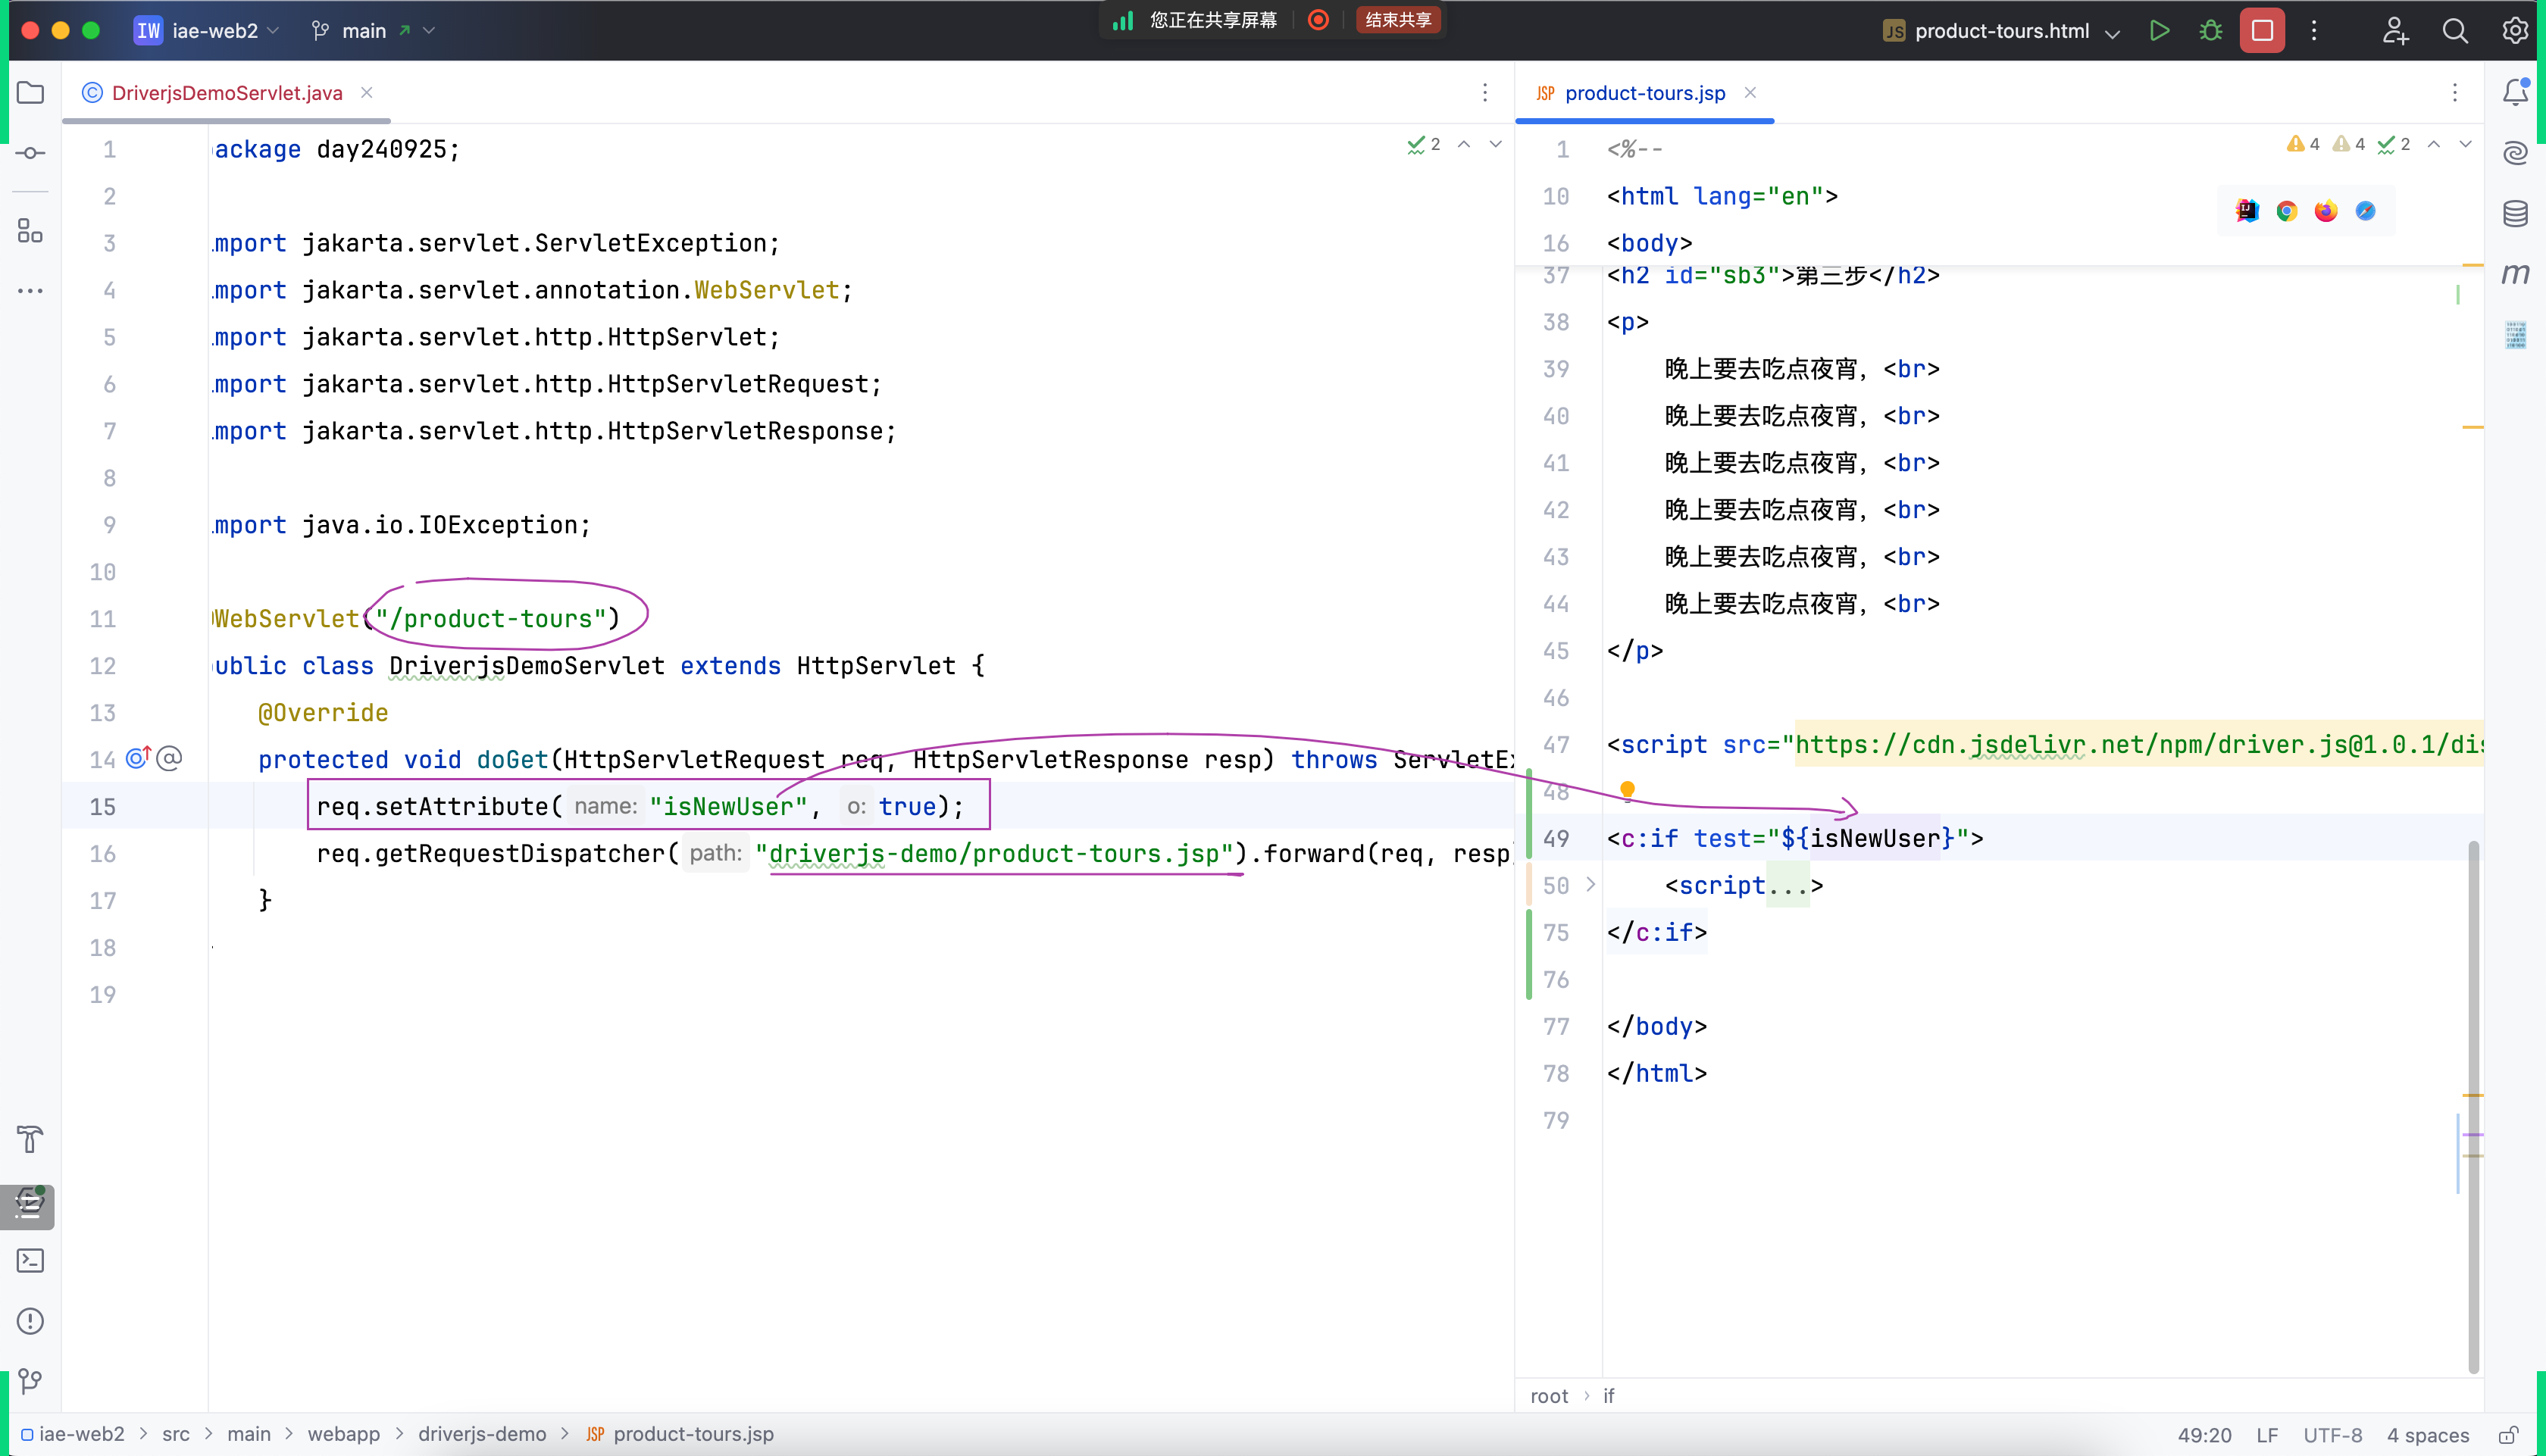 IW iae-web2 main
您正在共享屏幕 结束共享
JS product-tours.html
DriverjsDemoServlet.java
1 ackage day240925;
2
3 mport jakarta.servlet.ServletException;
4 mport jakarta.servlet.annotation.WebServlet;
5 mport jakarta.servlet.http.HttpServlet;
6 mport jakarta.servlet.http.HttpServletRequest;
7 mport jakarta.servlet.http.HttpServletResponse;
8
9 mport java.io.IOException;
10
11 WebServlet("/product-tours")
12 ublic class DriverjsDemoServlet extends HttpServlet {
13 @Override
14 protected void doGet(HttpServletRequest req, HttpServletResponse resp) throws ServletEx
15 req.setAttribute( name: "isNewUser", o: true);
16 req.getRequestDispatcher( path: "driverjs-demo/product-tours.jsp").forward(req, resp)
17 }
18
19
2
JSP product-tours.jsp
4 4 2
1 <%--
10 <html lang="en">
16 <body>
37 <h2 id="sb3">第三步</h2>
38 <p>
39 晚上要去吃点夜宵，<br>
40 晚上要去吃点夜宵，<br>
41 晚上要去吃点夜宵，<br>
42 晚上要去吃点夜宵，<br>
43 晚上要去吃点夜宵，<br>
44 晚上要去吃点夜宵，<br>
45 </p>
46
47 <script src="https://cdn.jsdelivr.net/npm/driver.js@1.0.1/dis
48
49 <c:if test="${isNewUser}">
50 <script...>
75 </c:if>
76
77 </body>
78 </html>
79
root › if
iae-web2 > src > main > webapp > driverjs-demo > JSP product-tours.jsp
49:20 LF UTF-8 4 spaces